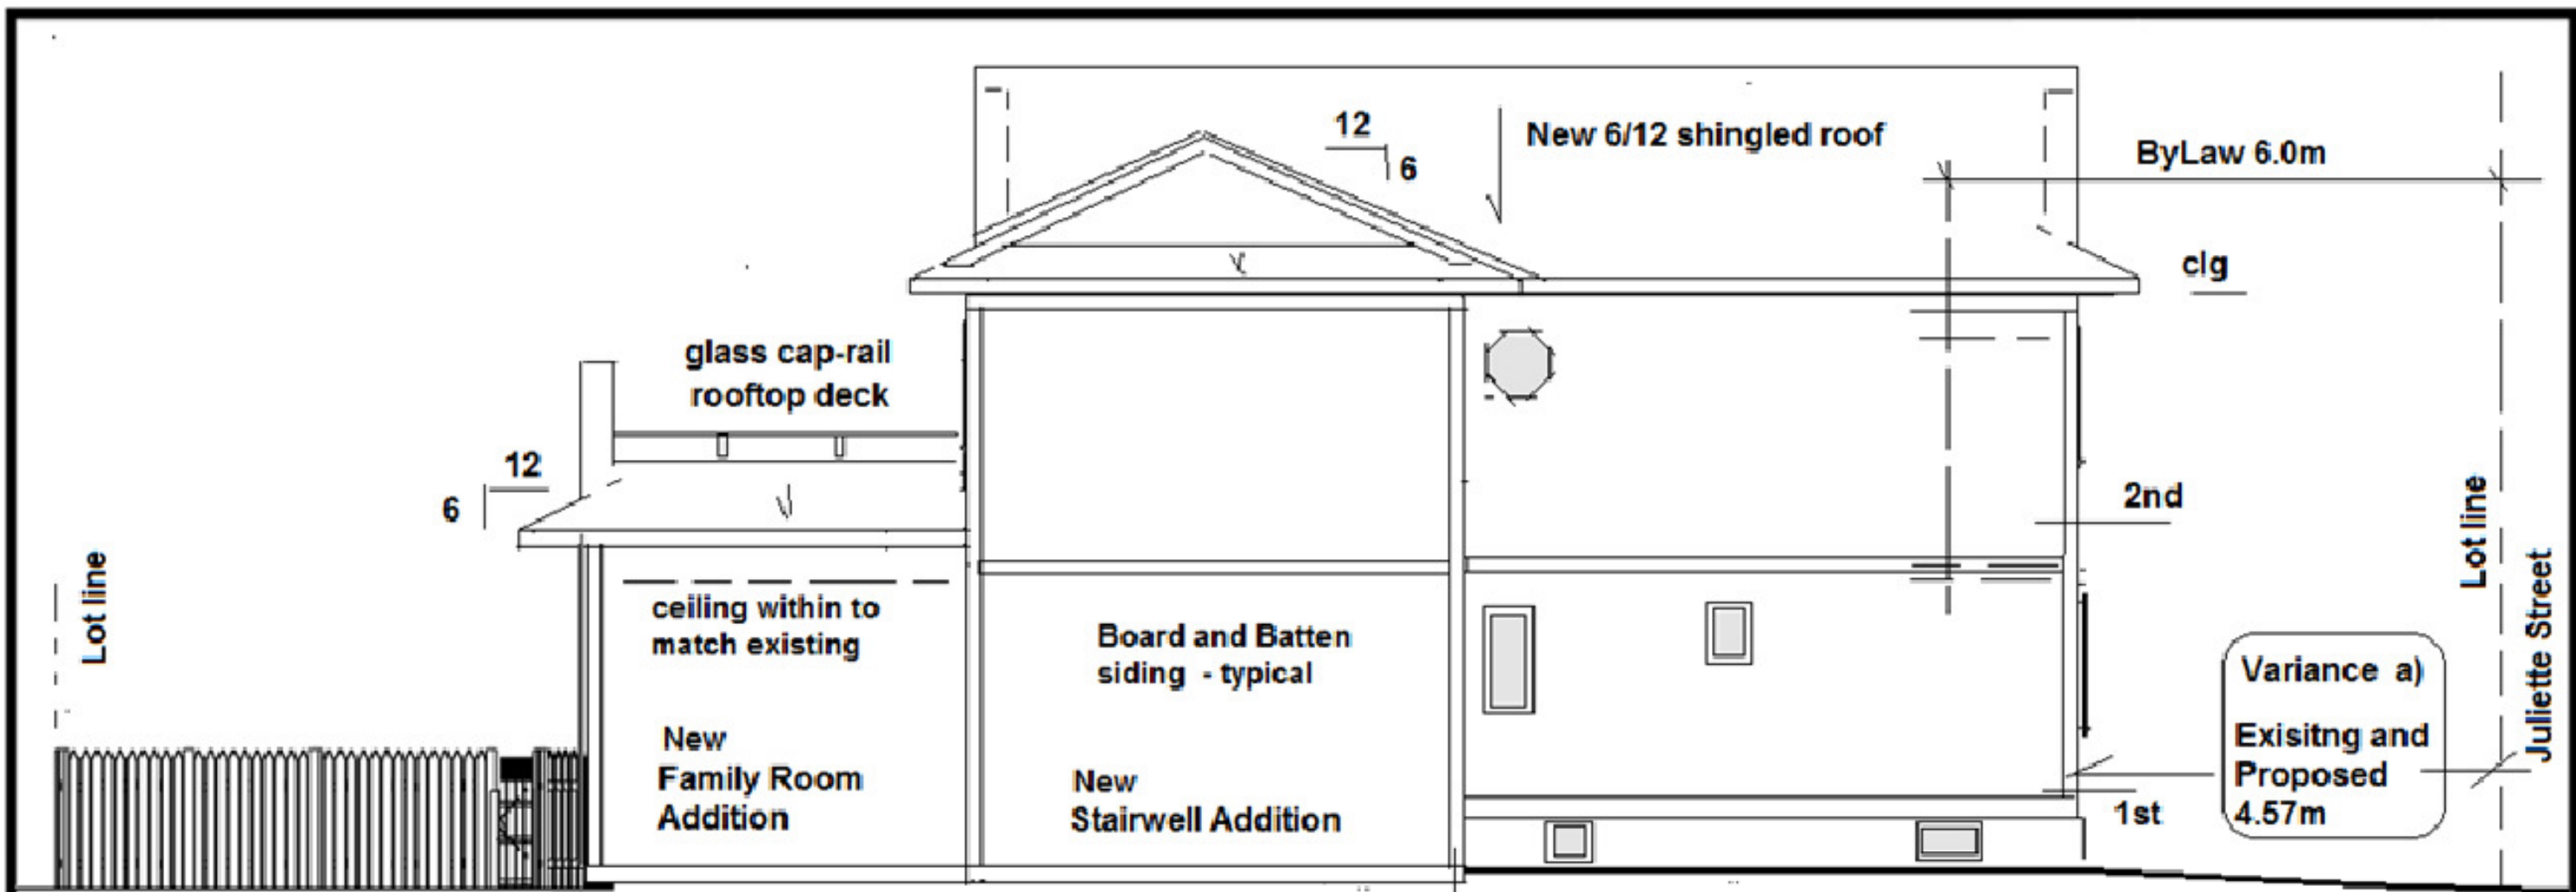 12
6
New 6/12 shingled roof
ByLaw 6.0m
clg
glass cap-rail
rooftop deck
12
6
2nd
Lot line
Lot line
Juliette Street
ceiling within to
match existing
Board and Batten
siding - typical
New
Family Room
Addition
New
Stairwell Addition
1st
Variance a)
Exisitng and
Proposed
4.57m